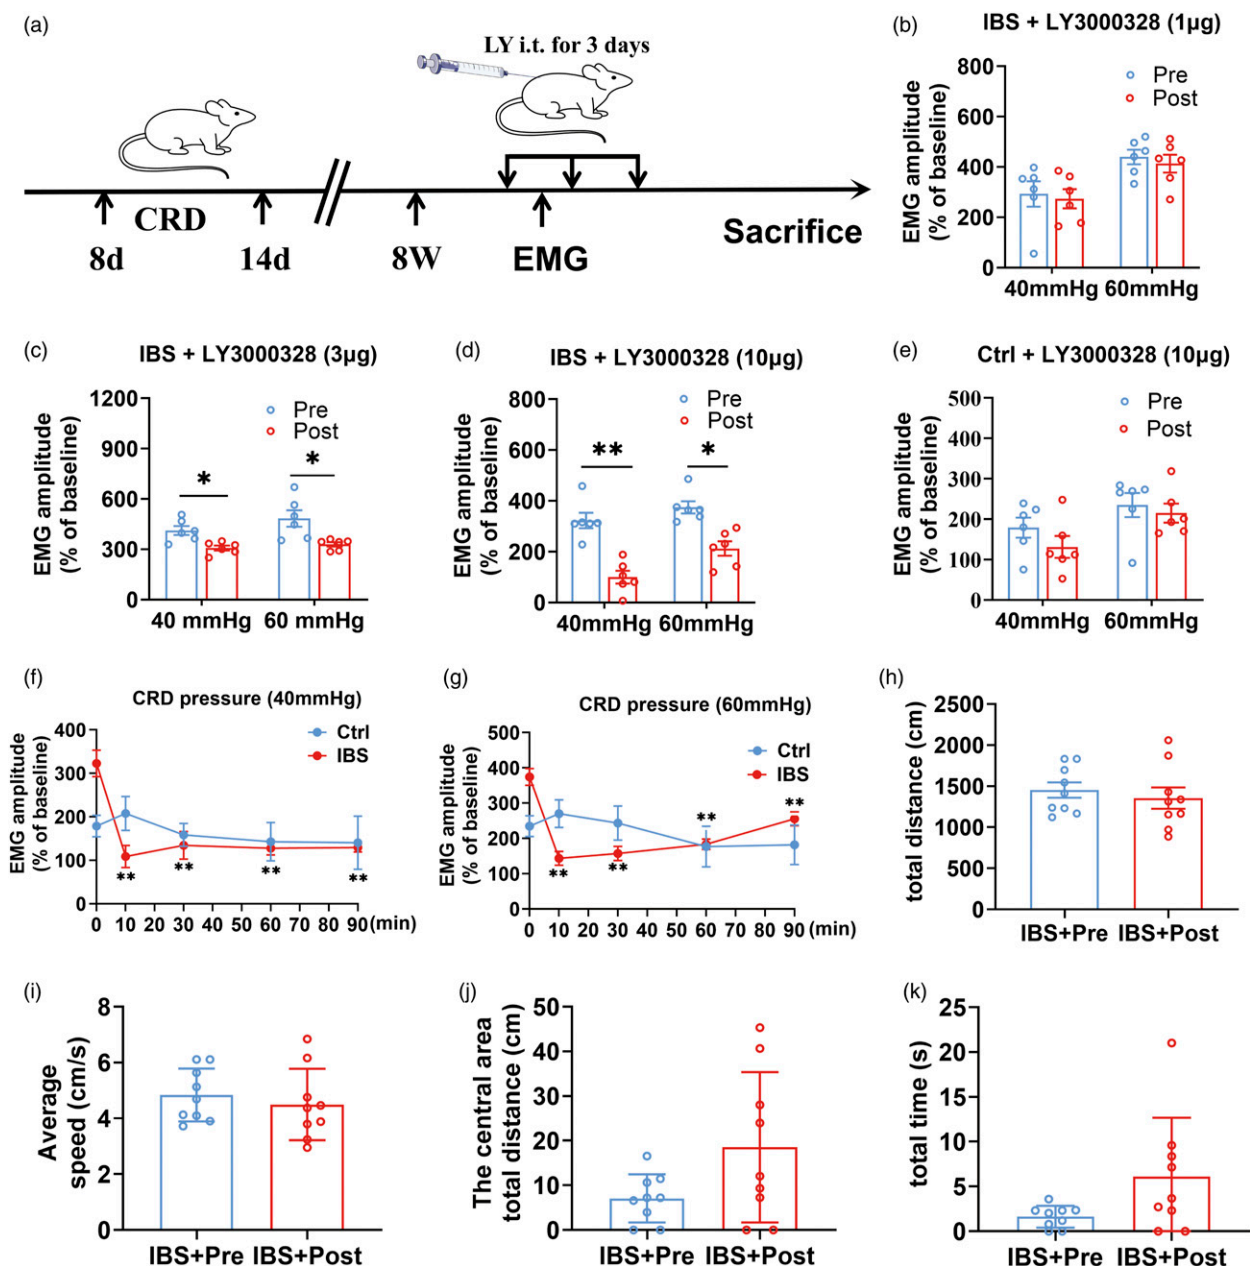 (a)
LY i.t. for 3 days
CRD
8d
14d
8W
EMG
Sacrifice
(b)
IBS + LY3000328 (1μg)
EMG amplitude
(% of baseline)
800
600
400
200
0
Pre
Post
40mmHg
60mmHg
(c)
IBS + LY3000328 (3μg)
EMG amplitude
(% of baseline)
1200
900
600
300
0
Pre
Post
*
*
40 mmHg
60 mmHg
(d)
IBS + LY3000328 (10μg)
EMG amplitude
(% of baseline)
800
600
400
200
0
Pre
Post
**
*
40mmHg
60mmHg
(e)
Ctrl + LY3000328 (10μg)
EMG amplitude
(% of baseline)
500
400
300
200
100
0
Pre
Post
40mmHg
60mmHg
(f)
CRD pressure (40mmHg)
EMG amplitude
(% of baseline)
400
300
200
100
0
Ctrl
IBS
** ** ** **
0 10 20 30 40 50 60 70 80 90 (min)
(g)
CRD pressure (60mmHg)
EMG amplitude
(% of baseline)
500
400
300
200
100
0
Ctrl
IBS
** ** ** **
0 10 20 30 40 50 60 70 80 90 (min)
(h)
total distance (cm)
2500
2000
1500
1000
500
0
IBS+Pre IBS+Post
(i)
Average
speed (cm/s)
8
6
4
2
0
IBS+Pre IBS+Post
(j)
The central area
total distance (cm)
50
40
30
20
10
0
IBS+Pre IBS+Post
(k)
total time (s)
25
20
15
10
5
0
IBS+Pre IBS+Post